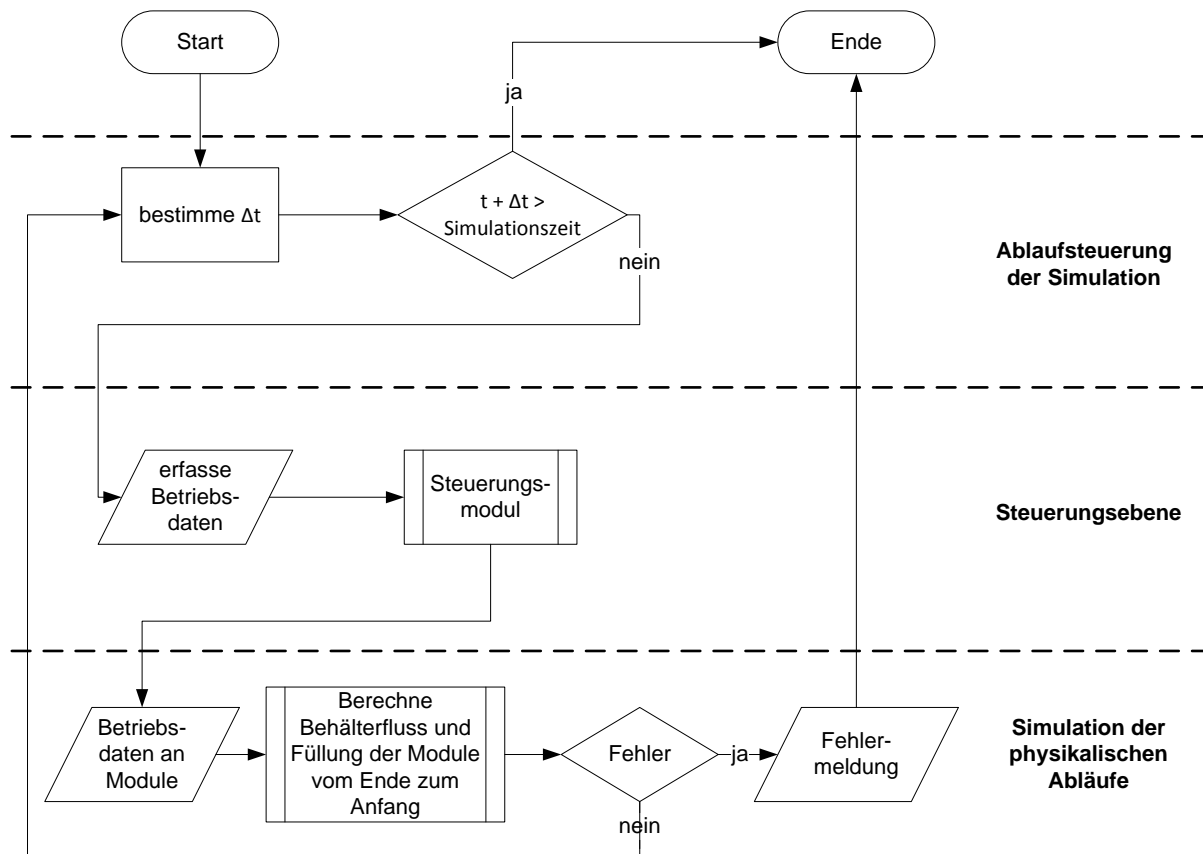 Start
Ende
ja
bestimme Δt
t + Δt >
Simulationszeit
nein
Ablaufsteuerung
der Simulation
erfasse
Betriebs-
daten
Steuerungs-
modul
Steuerungsebene
Betriebs-
daten an
Module
Berechne
Behälterfluss und
Füllung der Module
vom Ende zum
Anfang
Fehler
ja
nein
Fehler-
meldung
Simulation der
physikalischen
Abläufe